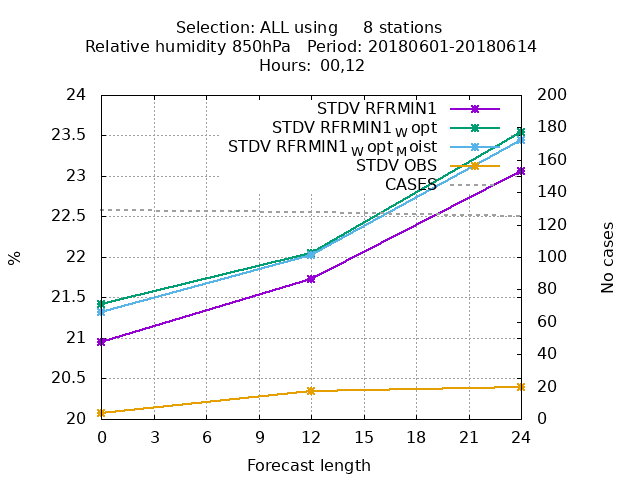 Selection: ALL using 8 stations
Relative humidity 850hPa Period: 20180601-20180614
Hours: 00,12
STDV RFRMIN1
STDV RFRMIN1_W opt
STDV RFRMIN1_W opt_M oist
STDV OBS
CASES
24
23.5
23
22.5
22
21.5
21
20.5
20
%
200
180
160
140
120
100
80
60
40
20
0
No cases
0 3 6 9 12 15 18 21 24
Forecast length